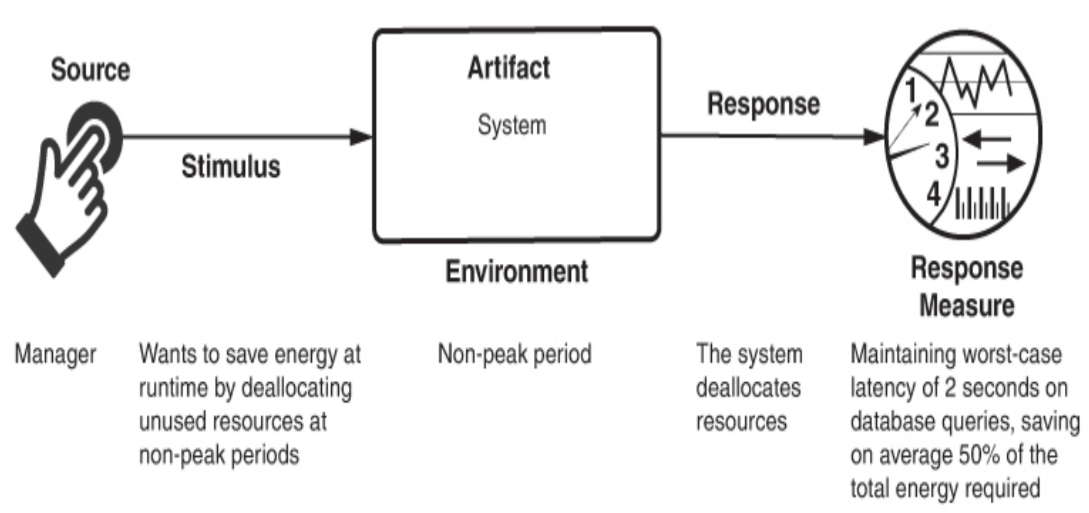 Source
Stimulus
Artifact
System
Environment
Response
1
2
3
4
Response
Measure
Manager
Wants to save energy at
runtime by deallocating
unused resources at
non-peak periods
Non-peak period
The system
deallocates
resources
Maintaining worst-case
latency of 2 seconds on
database queries, saving
on average 50% of the
total energy required